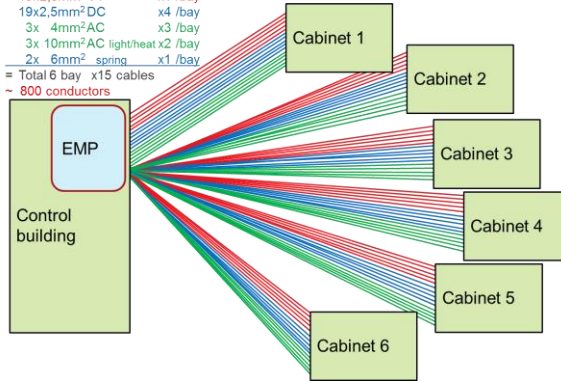 19x2,5mm² DC x4 /bay
3x 4mm² AC x3 /bay
3x 10mm² AC light/heat x2 /bay
2x 6mm² spring x1 /bay
= Total 6 bay x15 cables
~ 800 conductors
EMP
Control
building
Cabinet 1
Cabinet 2
Cabinet 3
Cabinet 4
Cabinet 5
Cabinet 6